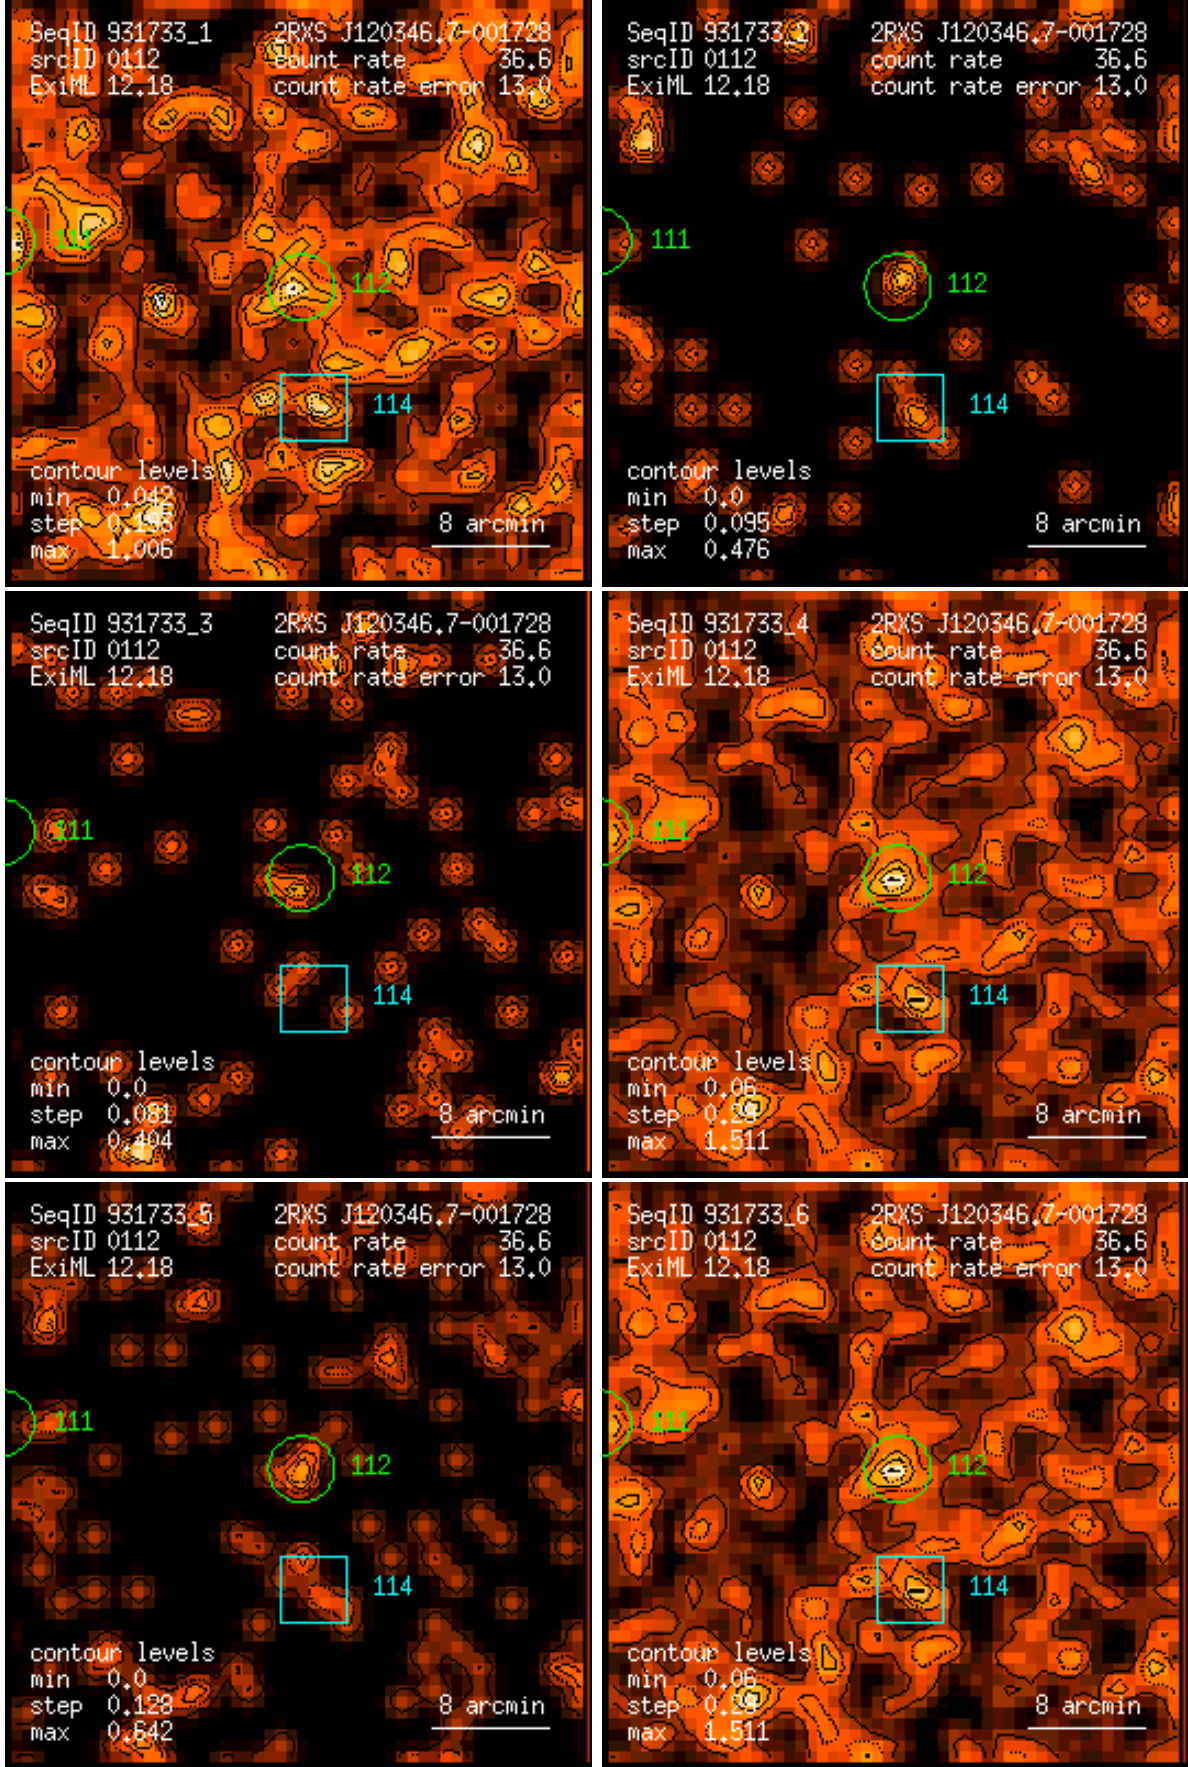 SeqID 931733_1 2RXS J120346.7-001728
srcID 0112 count rate 36.6
ExiML 12.18 count rate error 13.0
111
112
114
contour levels
min 0.042
step 0.193
max 1.006
8 arcmin
SeqID 931733_2 2RXS J120346.7-001728
srcID 0112 count rate 36.6
ExiML 12.18 count rate error 13.0
111
112
114
contour levels
min 0.0
step 0.095
max 0.476
8 arcmin
SeqID 931733_3 2RXS J120346.7-001728
srcID 0112 count rate 36.6
ExiML 12.18 count rate error 13.0
111
112
114
contour levels
min 0.0
step 0.081
max 0.404
8 arcmin
SeqID 931733_4 2RXS J120346.7-001728
srcID 0112 count rate 36.6
ExiML 12.18 count rate error 13.0
111
112
114
contour levels
min 0.06
step 0.29
max 1.511
8 arcmin
SeqID 931733_5 2RXS J120346.7-001728
srcID 0112 count rate 36.6
ExiML 12.18 count rate error 13.0
111
112
114
contour levels
min 0.0
step 0.128
max 0.642
8 arcmin
SeqID 931733_6 2RXS J120346.7-001728
srcID 0112 count rate 36.6
ExiML 12.18 count rate error 13.0
111
112
114
contour levels
min 0.06
step 0.29
max 1.511
8 arcmin